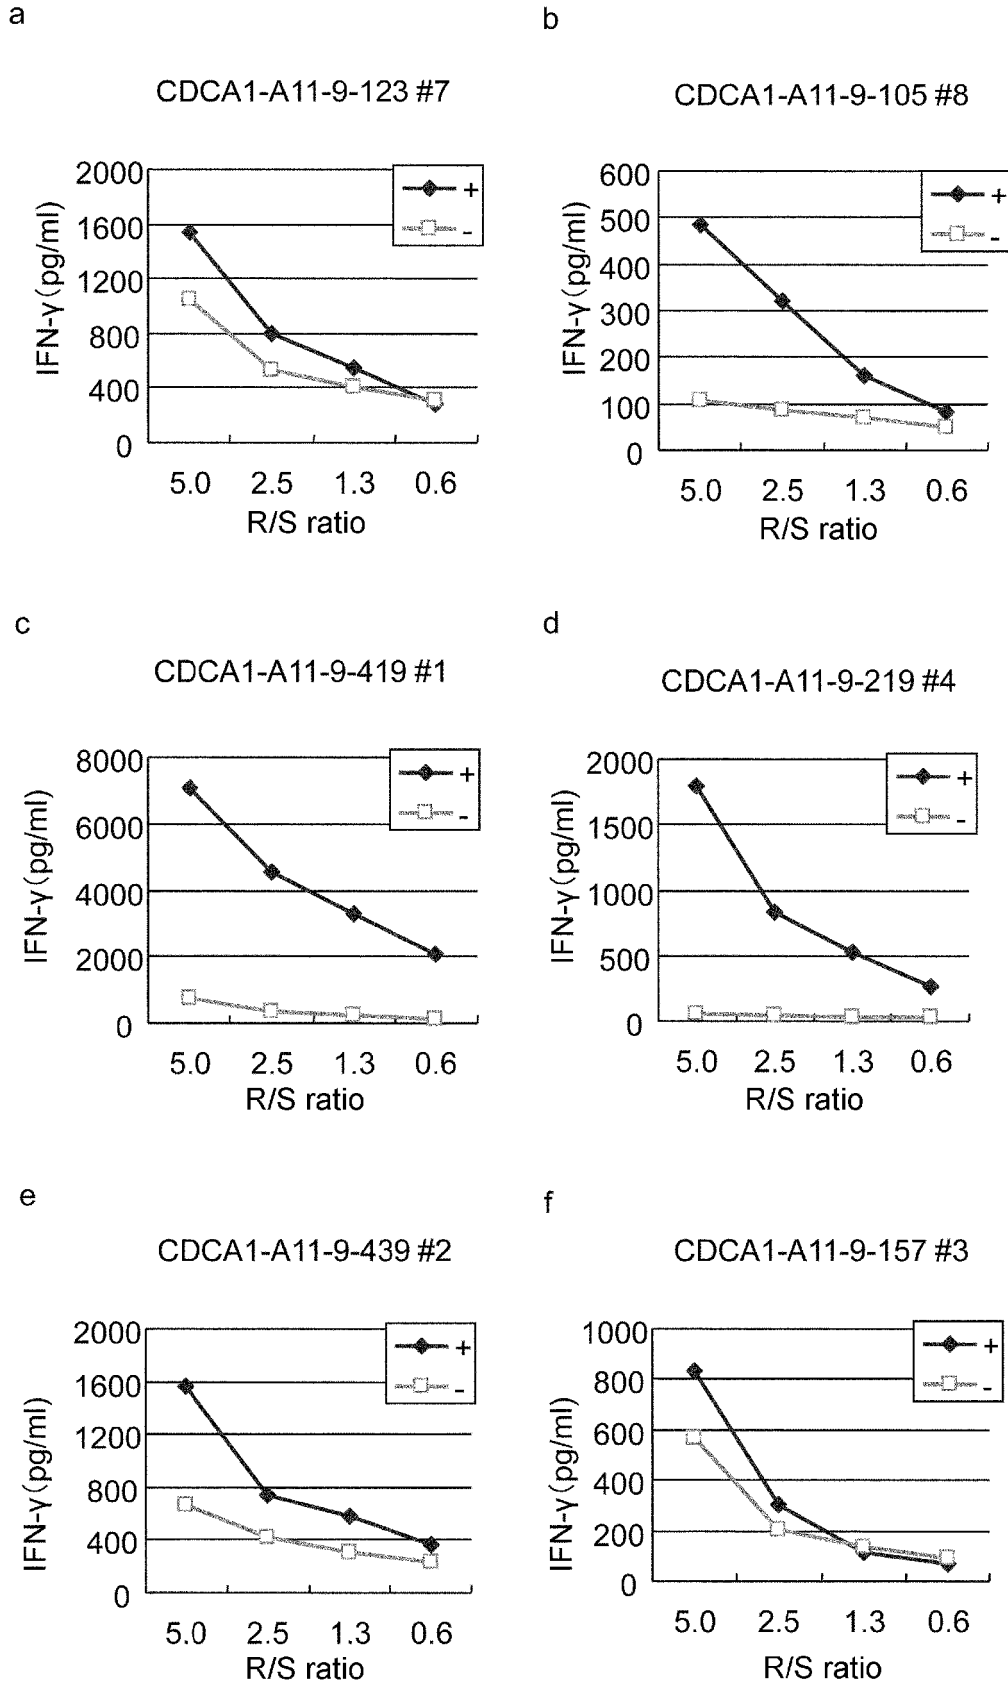 a
CDCA1-A11-9-123 #7
2000
1600
1200
800
400
0
IFN-γ(pg/ml)
+
-
5.0 2.5 1.3 0.6
R/S ratio
b
CDCA1-A11-9-105 #8
600
500
400
300
200
100
0
IFN-γ(pg/ml)
+
-
5.0 2.5 1.3 0.6
R/S ratio
c
CDCA1-A11-9-419 #1
8000
6000
4000
2000
0
IFN-γ(pg/ml)
+
-
5.0 2.5 1.3 0.6
R/S ratio
d
CDCA1-A11-9-219 #4
2000
1500
1000
500
0
IFN-γ(pg/ml)
+
-
5.0 2.5 1.3 0.6
R/S ratio
e
CDCA1-A11-9-439 #2
2000
1600
1200
800
400
0
IFN-γ(pg/ml)
+
-
5.0 2.5 1.3 0.6
R/S ratio
f
CDCA1-A11-9-157 #3
1000
800
600
400
200
0
IFN-γ(pg/ml)
+
-
5.0 2.5 1.3 0.6
R/S ratio